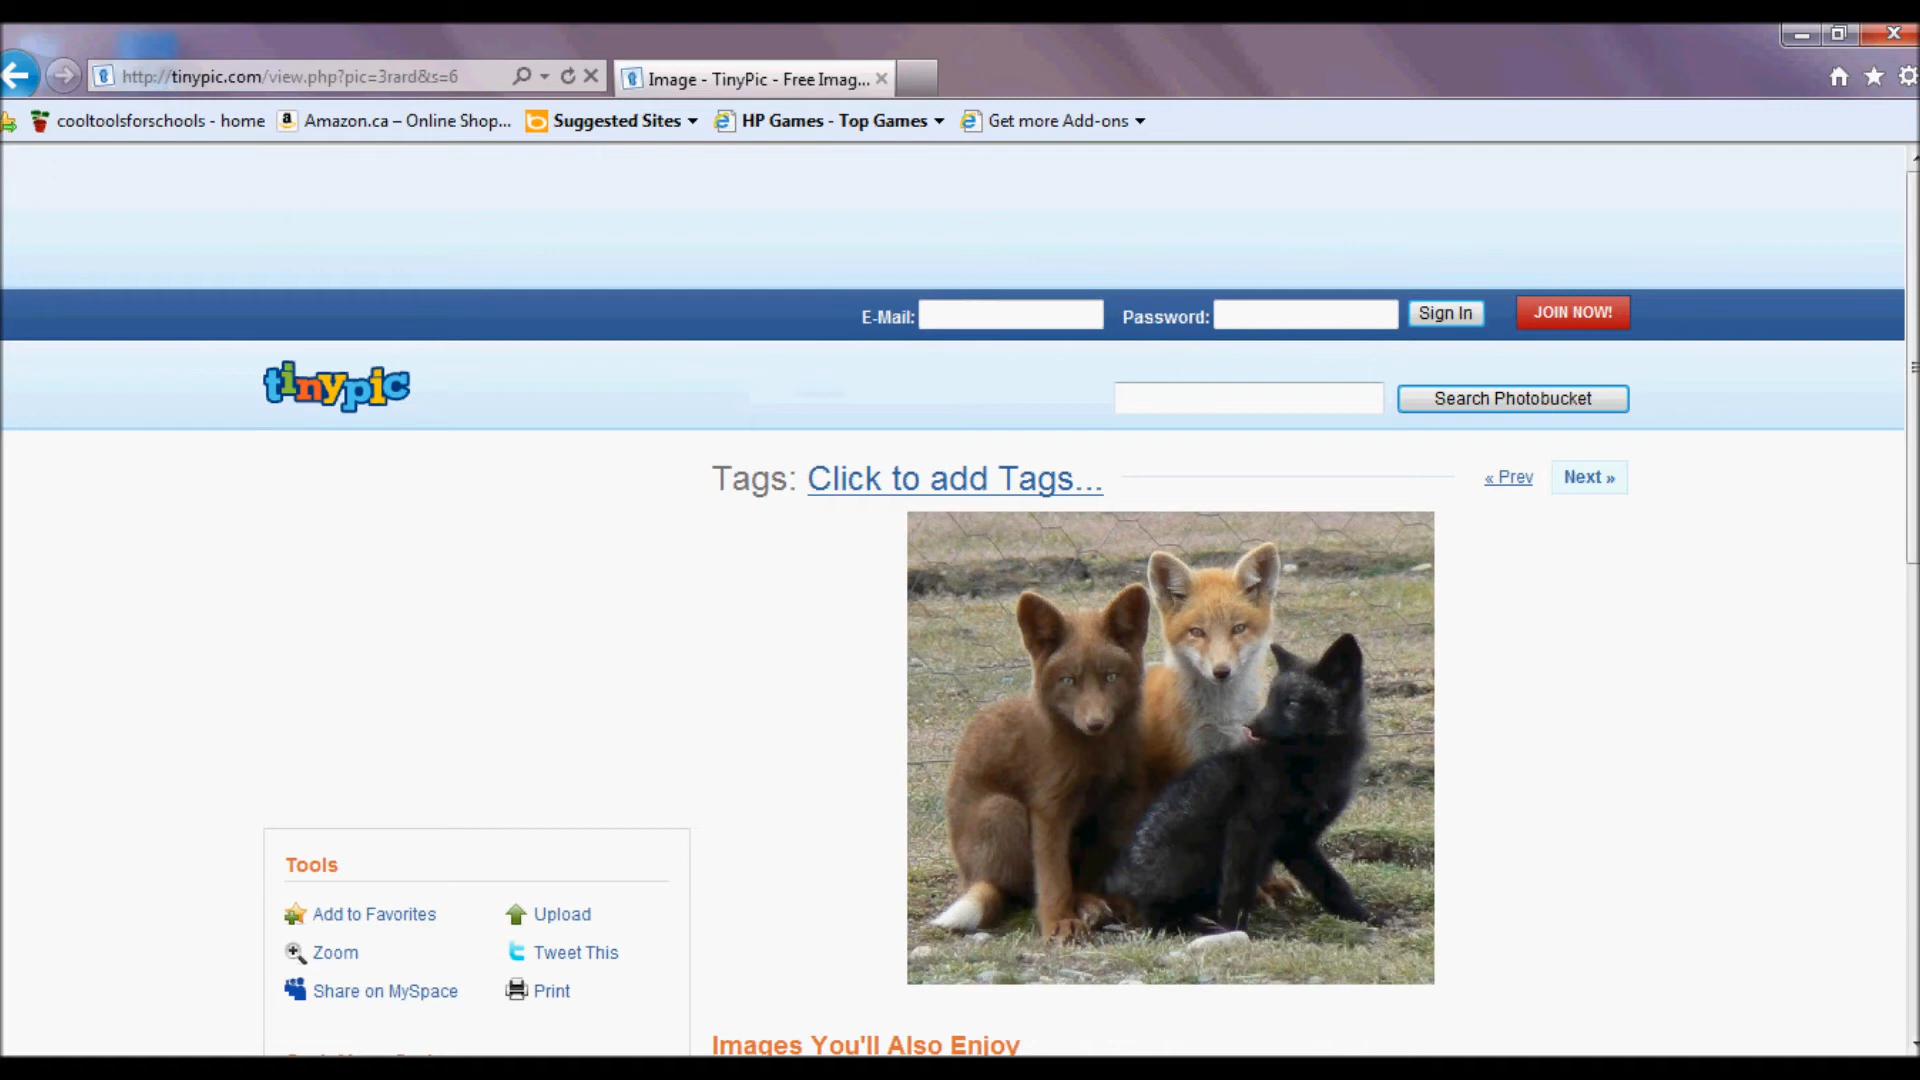 http://tinypic.com/view.php?pic=3rard&s=6
Image - TinyPic - Free Imag...
cooltoolsforschools - home
Amazon.ca – Online Shop...
Suggested Sites
HP Games - Top Games
Get more Add-ons
E-Mail:
Password:
Sign In
JOIN NOW!
tinypic
Search Photobucket
Tags: Click to add Tags...
« Prev
Next »
Tools
Add to Favorites
Upload
Zoom
Tweet This
Share on MySpace
Print
Images You'll Also Enjoy